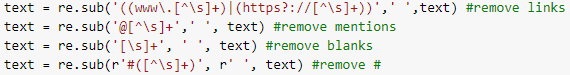 text = re.sub('((www\.[^\s]+)|(https?://[^\s]+))',' ',text) #remove links
text = re.sub('@[^\s]+',' ', text) #remove mentions
text = re.sub('[\s]+', ' ', text) #remove blanks
text = re.sub(r'#([^\s]+)', r' ', text) #remove #